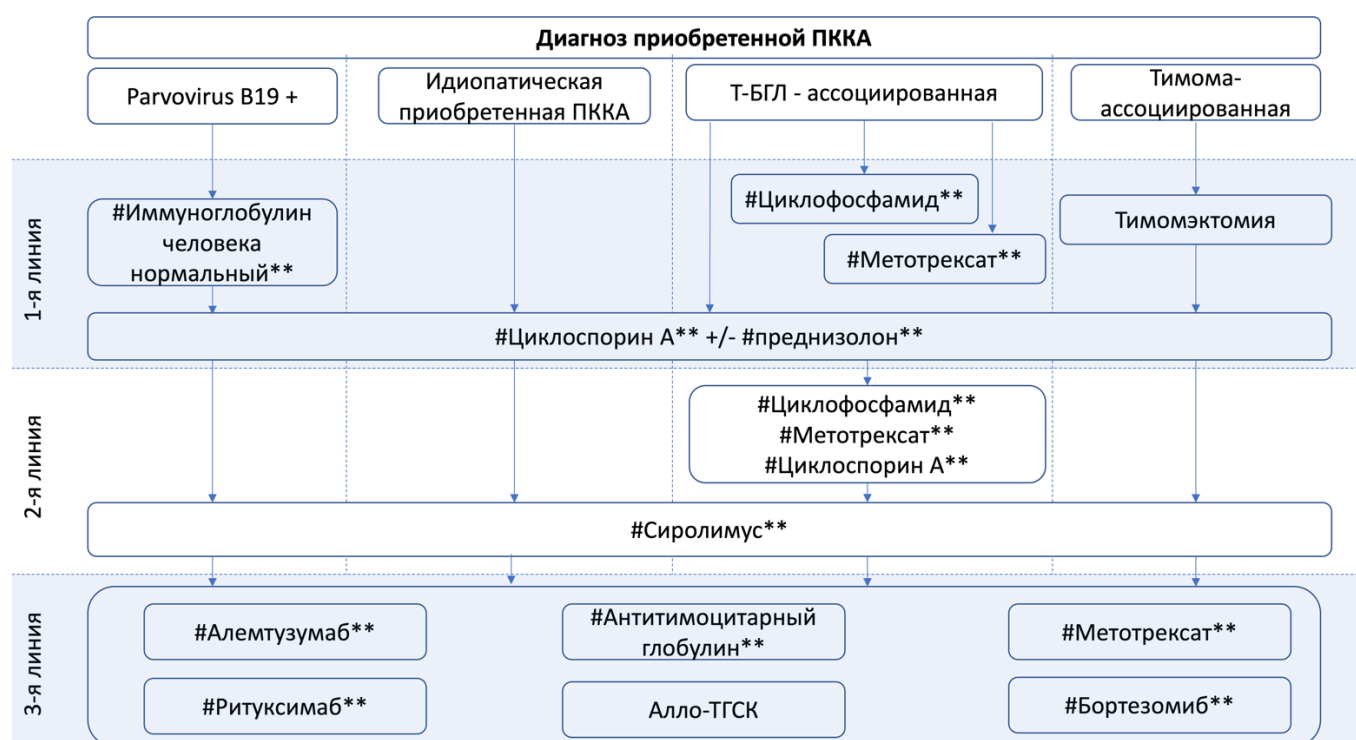 Диагноз приобретенной ПККА
Parvovirus B19 +
Идиопатическая
приобретенная ПККА
Т-БГЛ - ассоциированная
Тимома-
ассоциированная
1-я линия
#Иммуноглобулин
человека
нормальный**
#Циклофосфамид**
#Метотрексат**
Тимомэктомия
#Циклоспорин А** +/- #преднизолон**
2-я линия
#Циклофосфамид**
#Метотрексат**
#Циклоспорин А**
#Сиролимус**
3-я линия
#Алемтузумаб**
#Антитимоцитарный
глобулин**
#Метотрексат**
#Ритуксимаб**
Алло-ТГСК
#Бортезомиб**